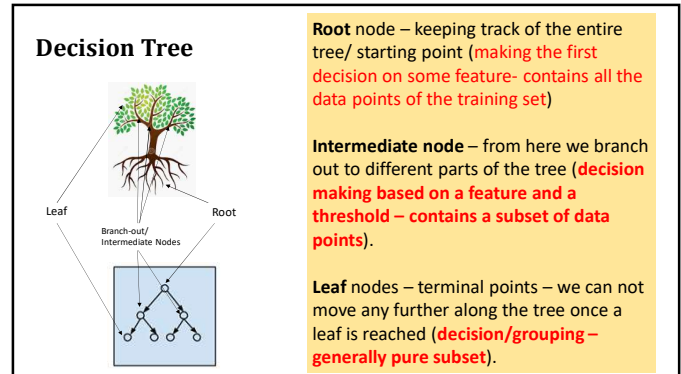 Decision Tree
Leaf
Root
Branch-out/
Intermediate Nodes
Root node – keeping track of the entire
tree/ starting point (making the first
decision on some feature- contains all the
data points of the training set)
Intermediate node – from here we branch
out to different parts of the tree (decision
making based on a feature and a
threshold – contains a subset of data
points).
Leaf nodes – terminal points – we can not
move any further along the tree once a
leaf is reached (decision/grouping –
generally pure subset).